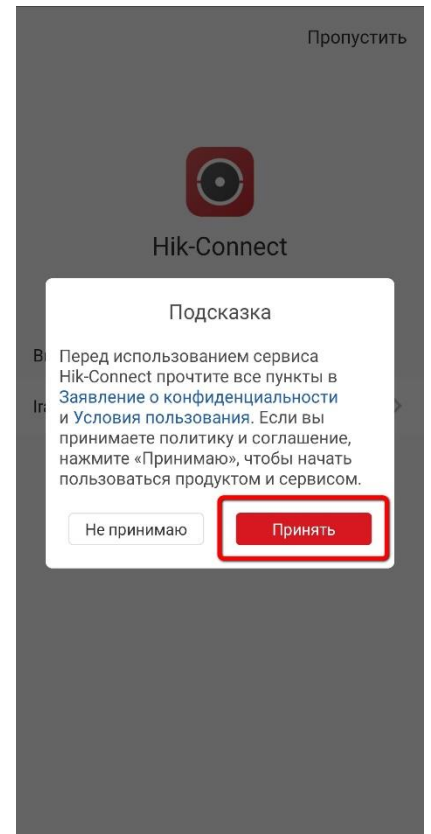 Пропустить
Hik-Connect
Подсказка
Перед использованием сервиса
Hik-Connect прочтите все пункты в
Заявление о конфиденциальности
и Условия пользования. Если вы
принимаете политику и соглашение,
нажмите «Принимаю», чтобы начать
пользоваться продуктом и сервисом.
Не принимаю
Принять